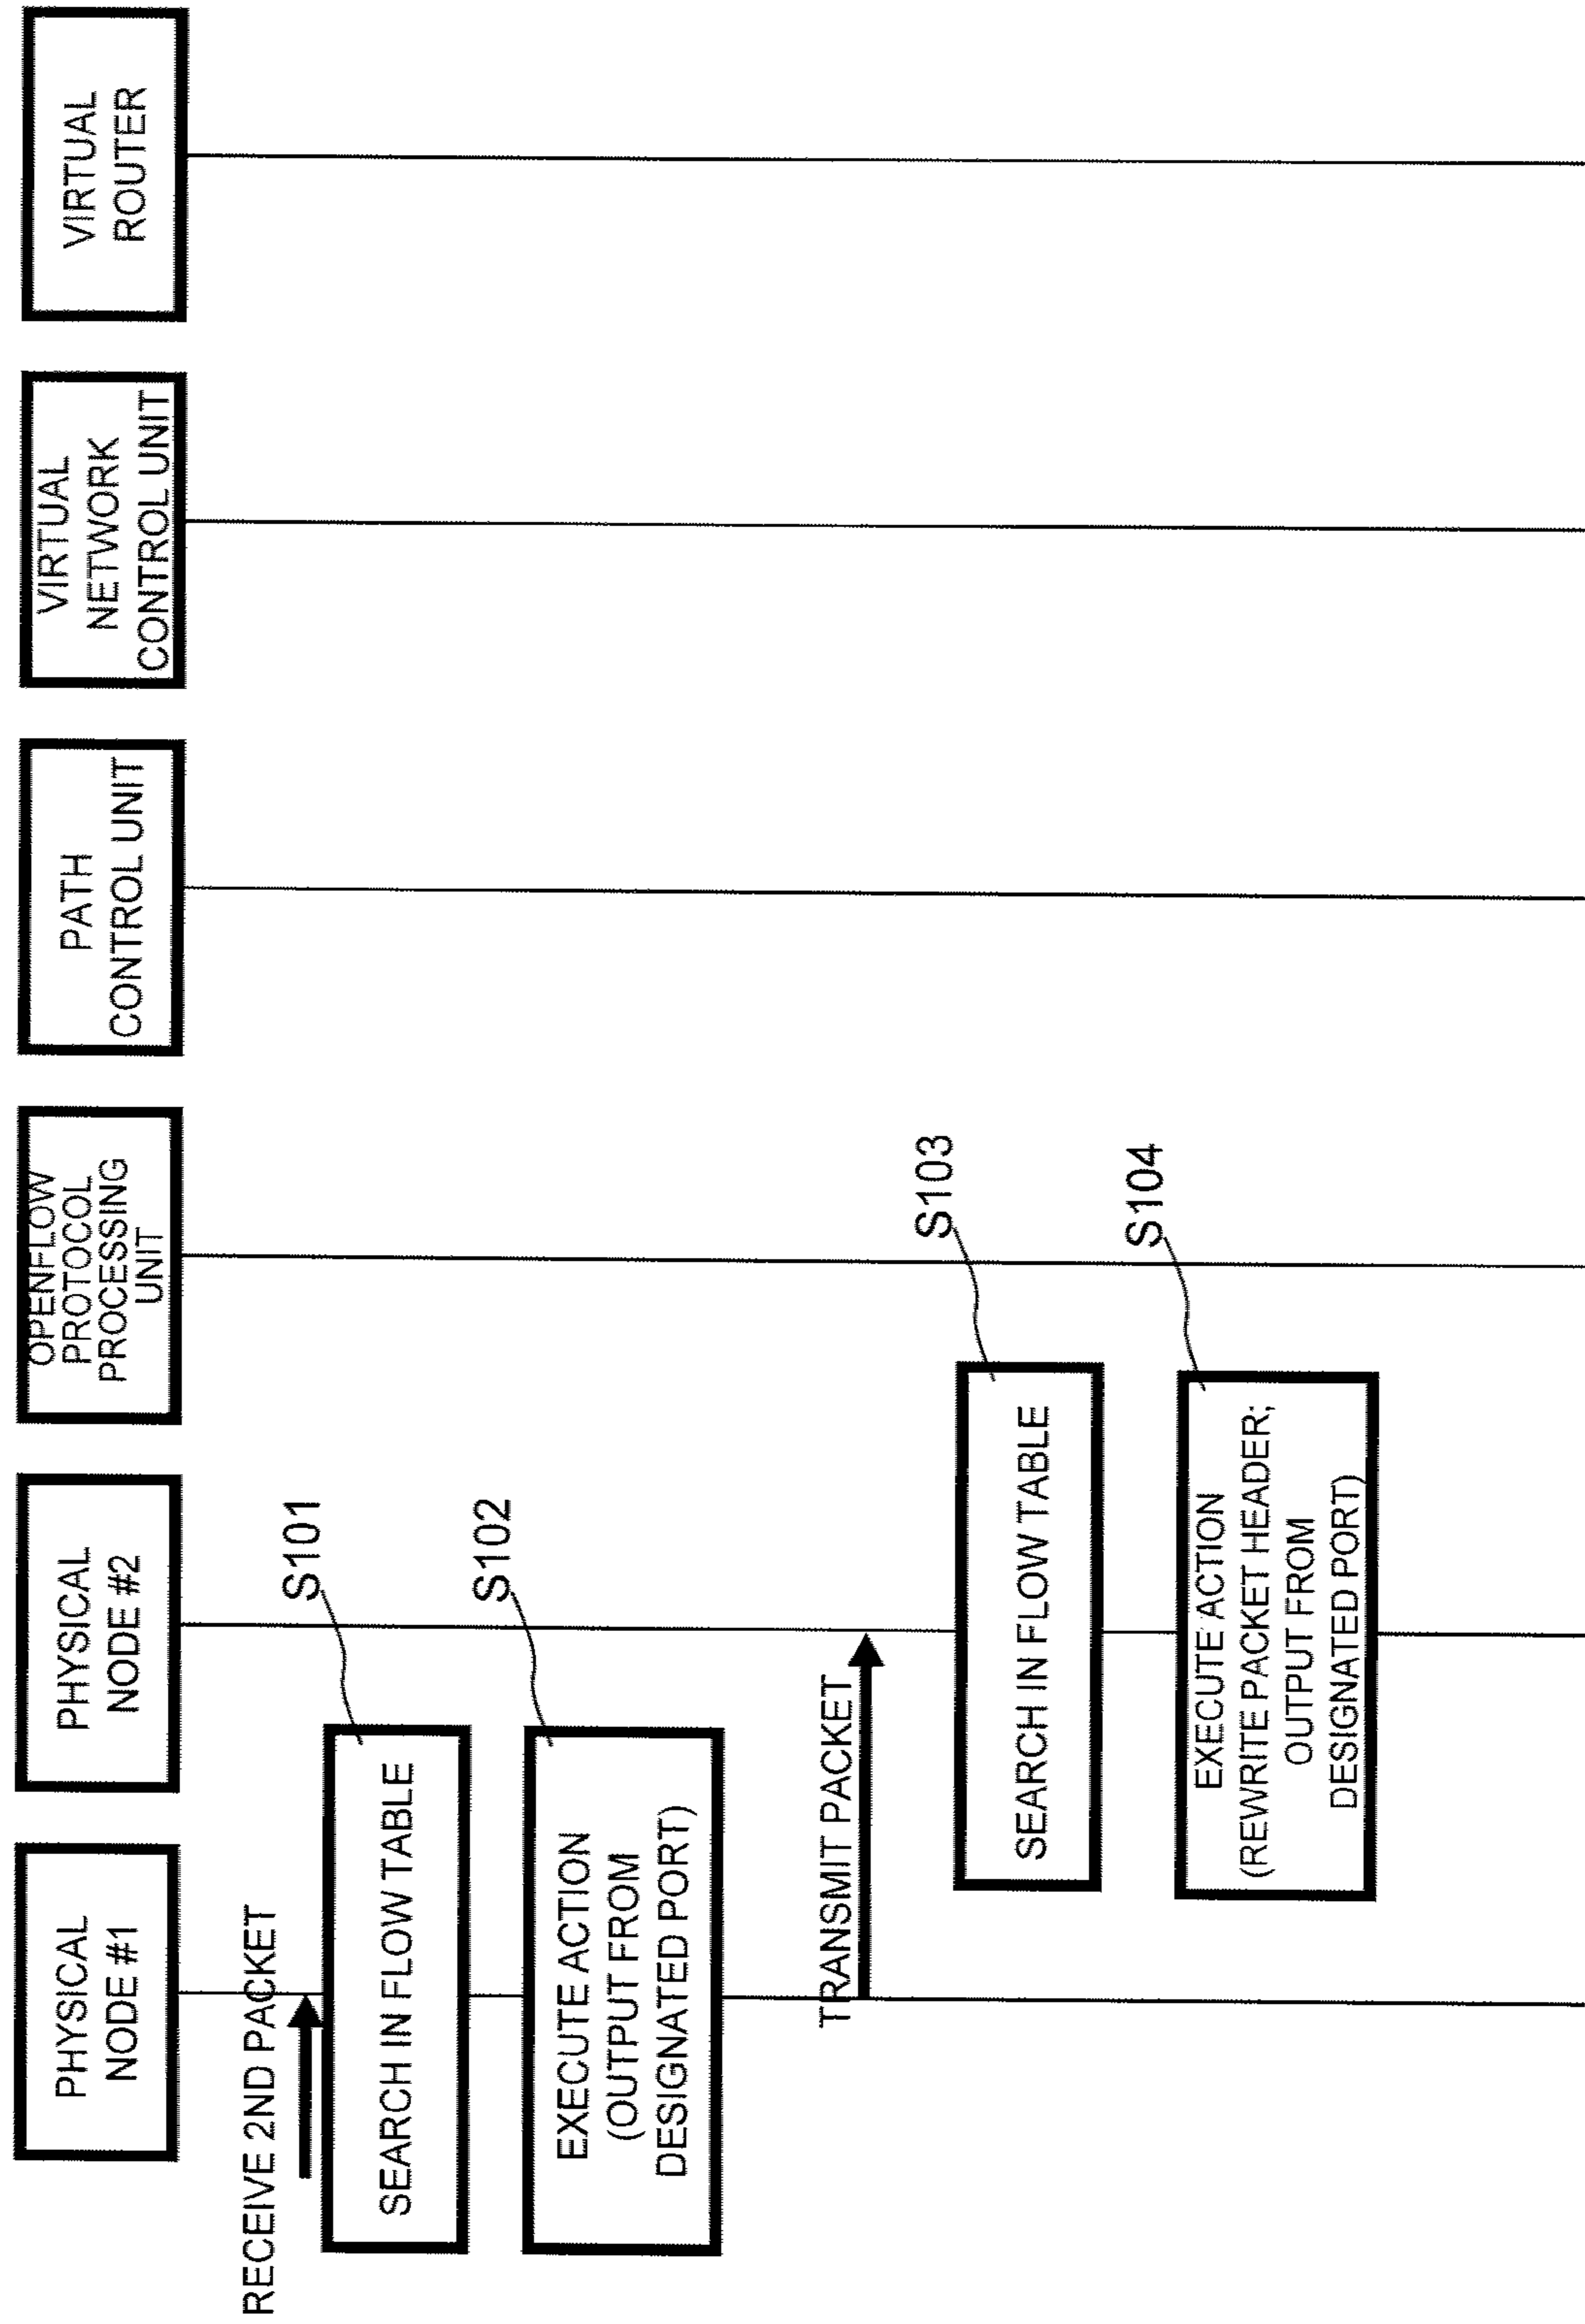 PHYSICAL
NODE #1
PHYSICAL
NODE #2
OPENFLOW
PROTOCOL
PROCESSING
UNIT
PATH
CONTROL UNIT
VIRTUAL
NETWORK
CONTROL UNIT
VIRTUAL
ROUTER
RECEIVE 2ND PACKET
S101
SEARCH IN FLOW TABLE
S102
EXECUTE ACTION
(OUTPUT FROM
DESIGNATED PORT)
TRANSMIT PACKET
S103
SEARCH IN FLOW TABLE
S104
EXECUTE ACTION
(REWRITE PACKET HEADER;
OUTPUT FROM
DESIGNATED PORT)